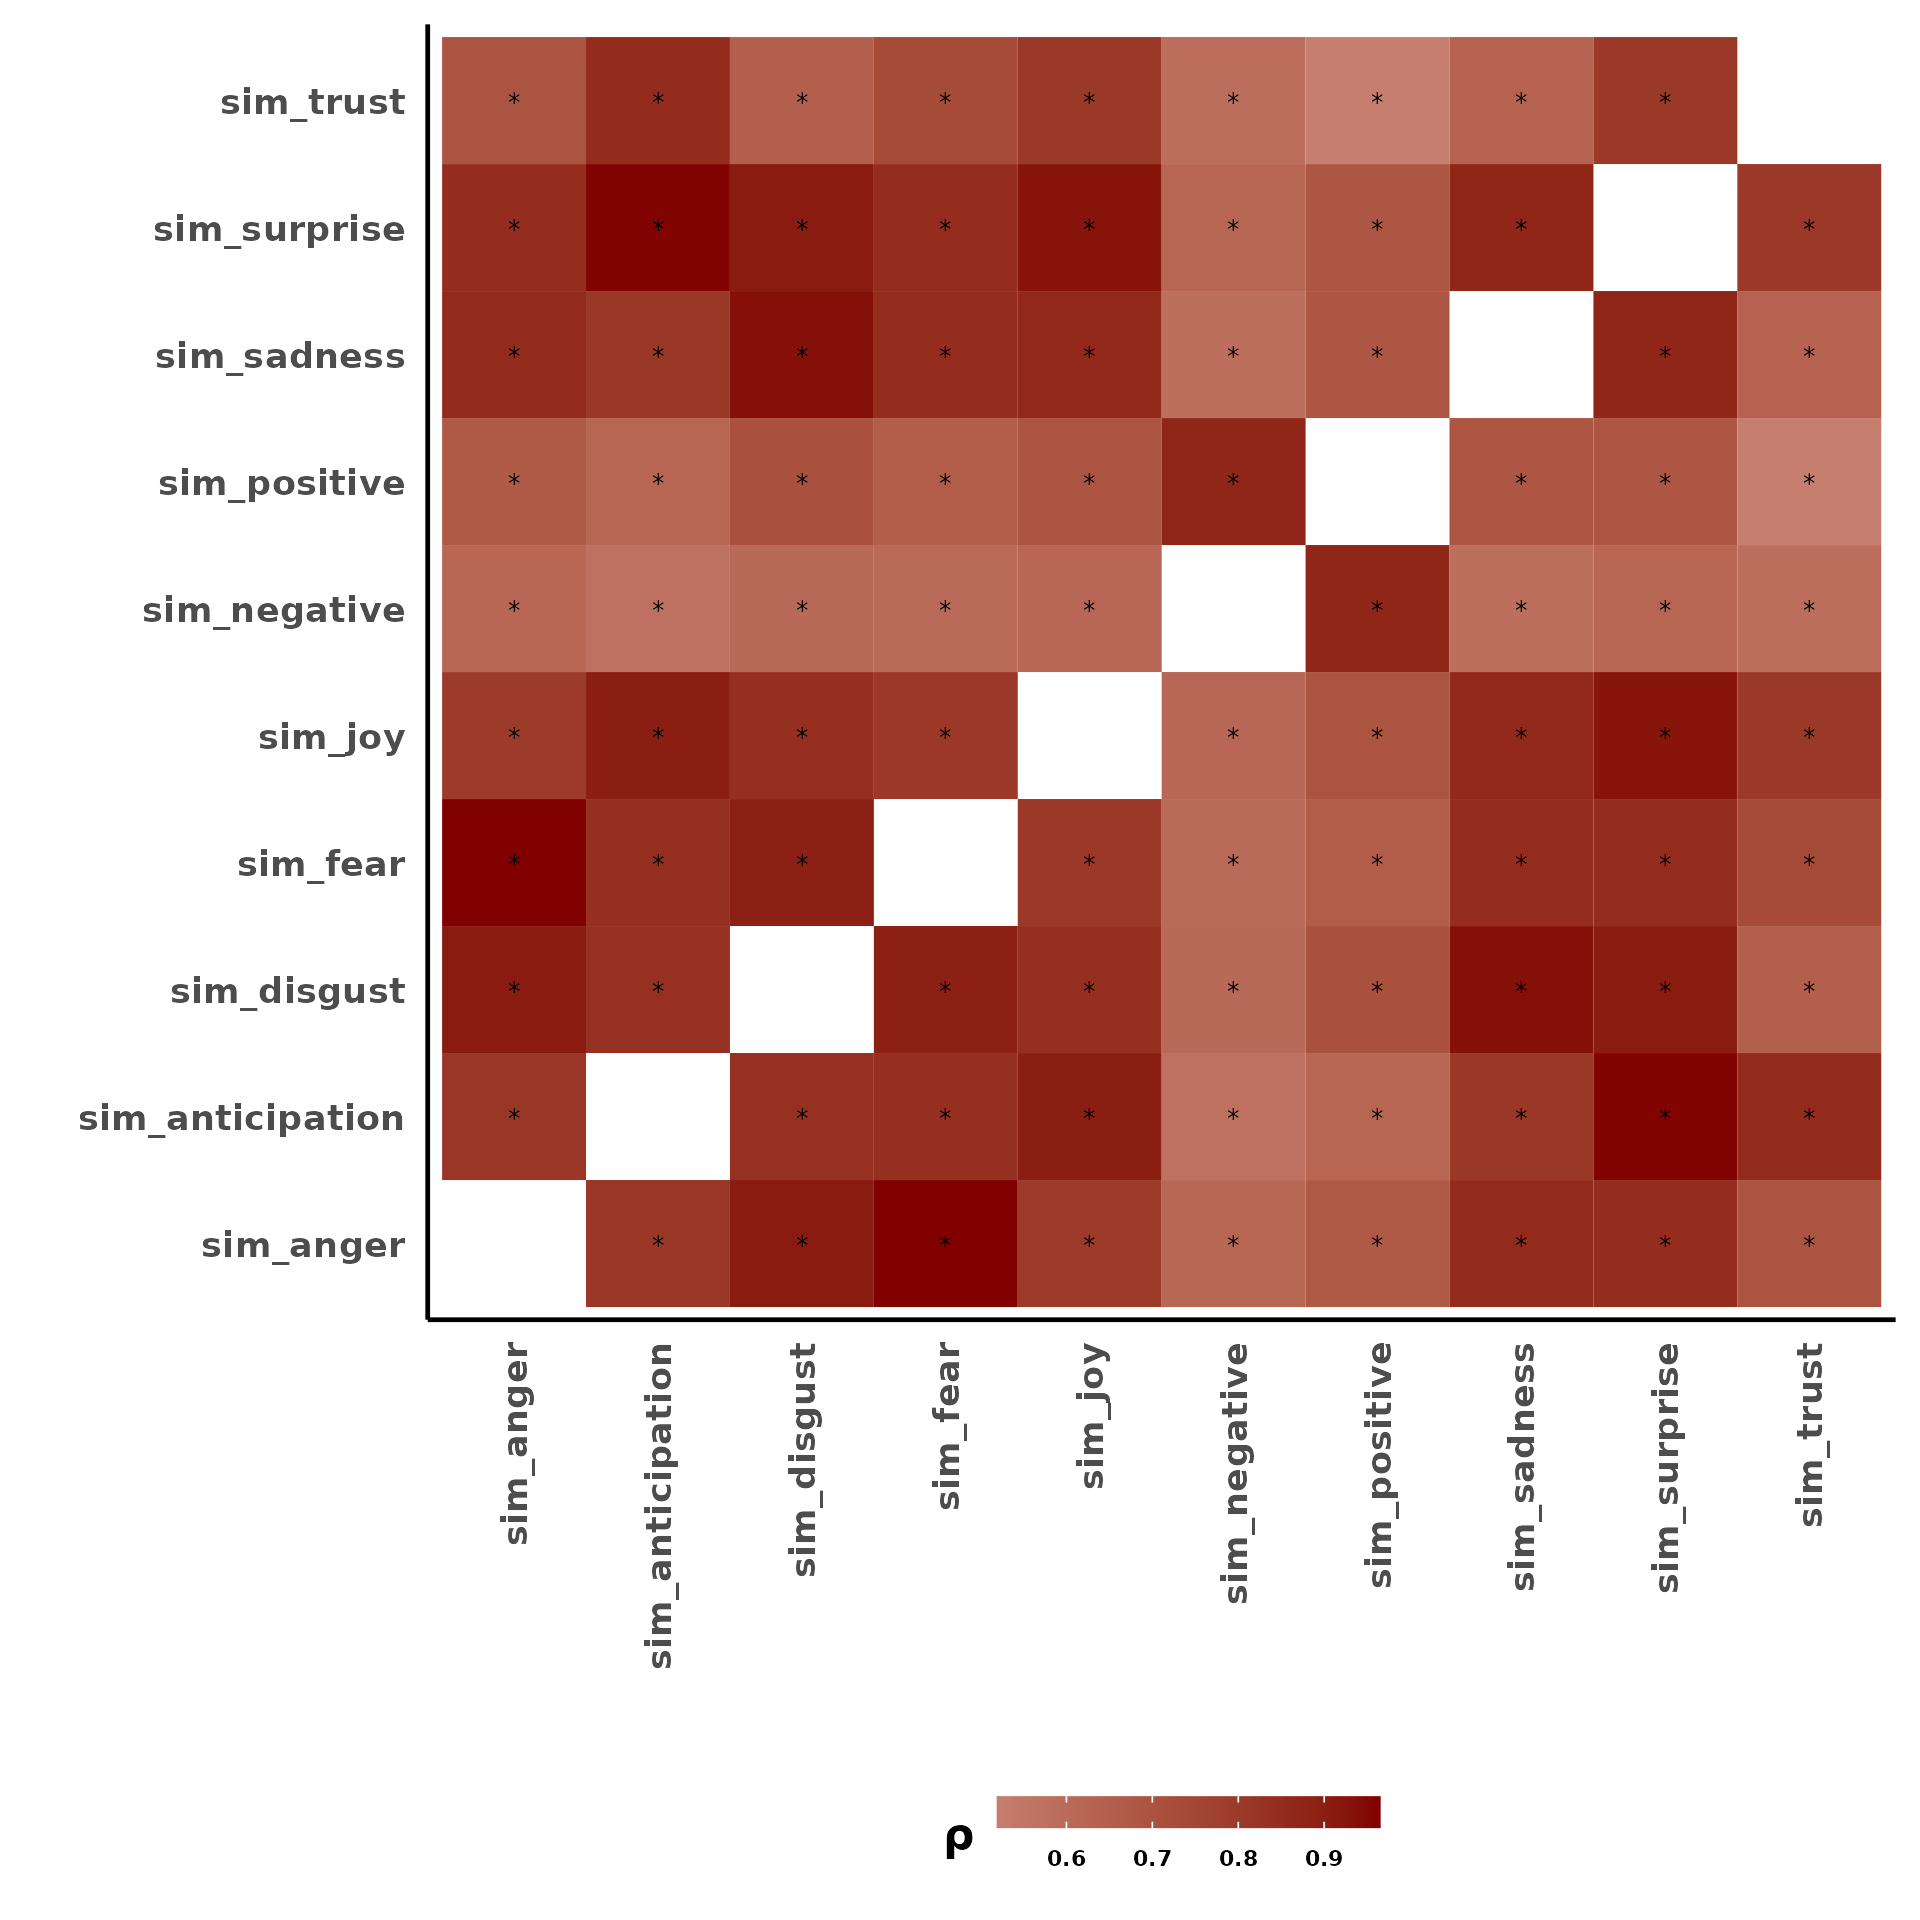 sim_trust * * * * * * * * *
sim_surprise * * * * * * * * *
sim_sadness * * * * * * * * *
sim_positive * * * * * * * * *
sim_negative * * * * * * * * *
sim_joy * * * * * * * * *
sim_fear * * * * * * * * *
sim_disgust * * * * * * * * *
sim_anticipation * * * * * * * * *
sim_anger * * * * * * * * *
sim_anger
sim_anticipation
sim_disgust
sim_fear
sim_joy
sim_negative
sim_positive
sim_sadness
sim_surprise
sim_trust
ρ
0.6 0.7 0.8 0.9